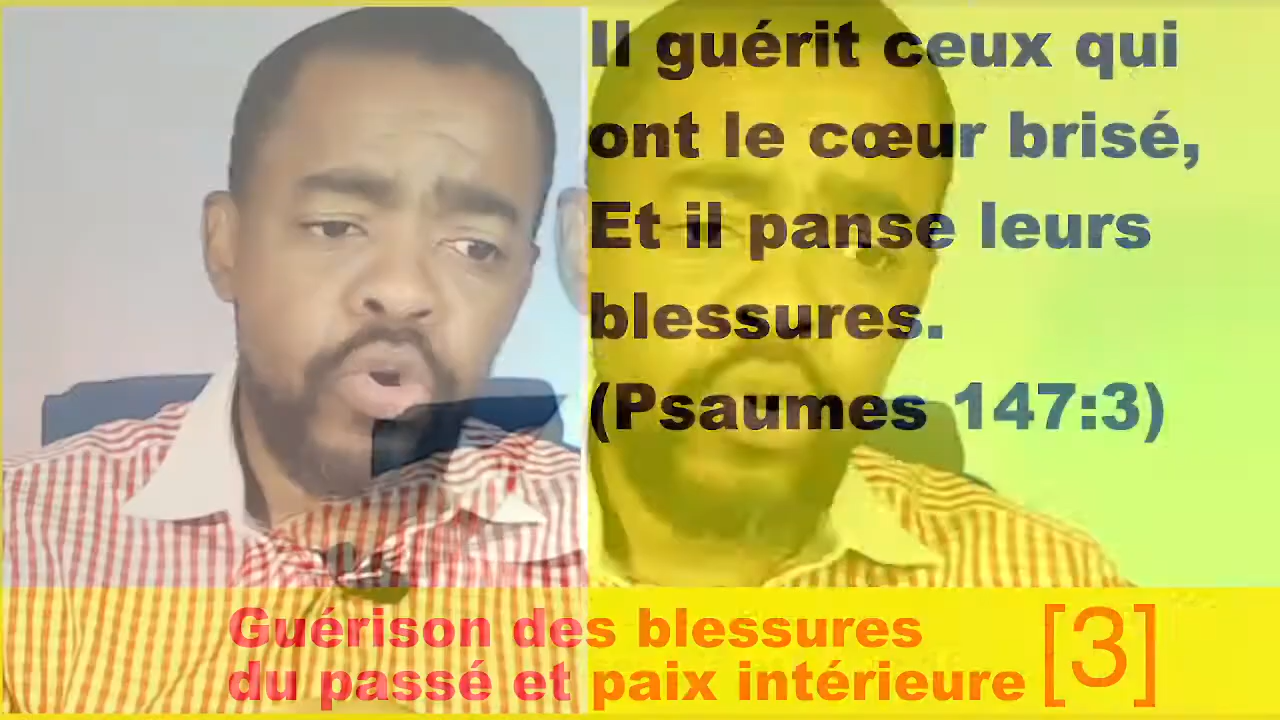 Il guérit ceux qui
ont le cœur brisé,
Et il panse leurs
blessures.
(Psaumes 147:3)
Guérison des blessures
du passé et paix intérieure [3]